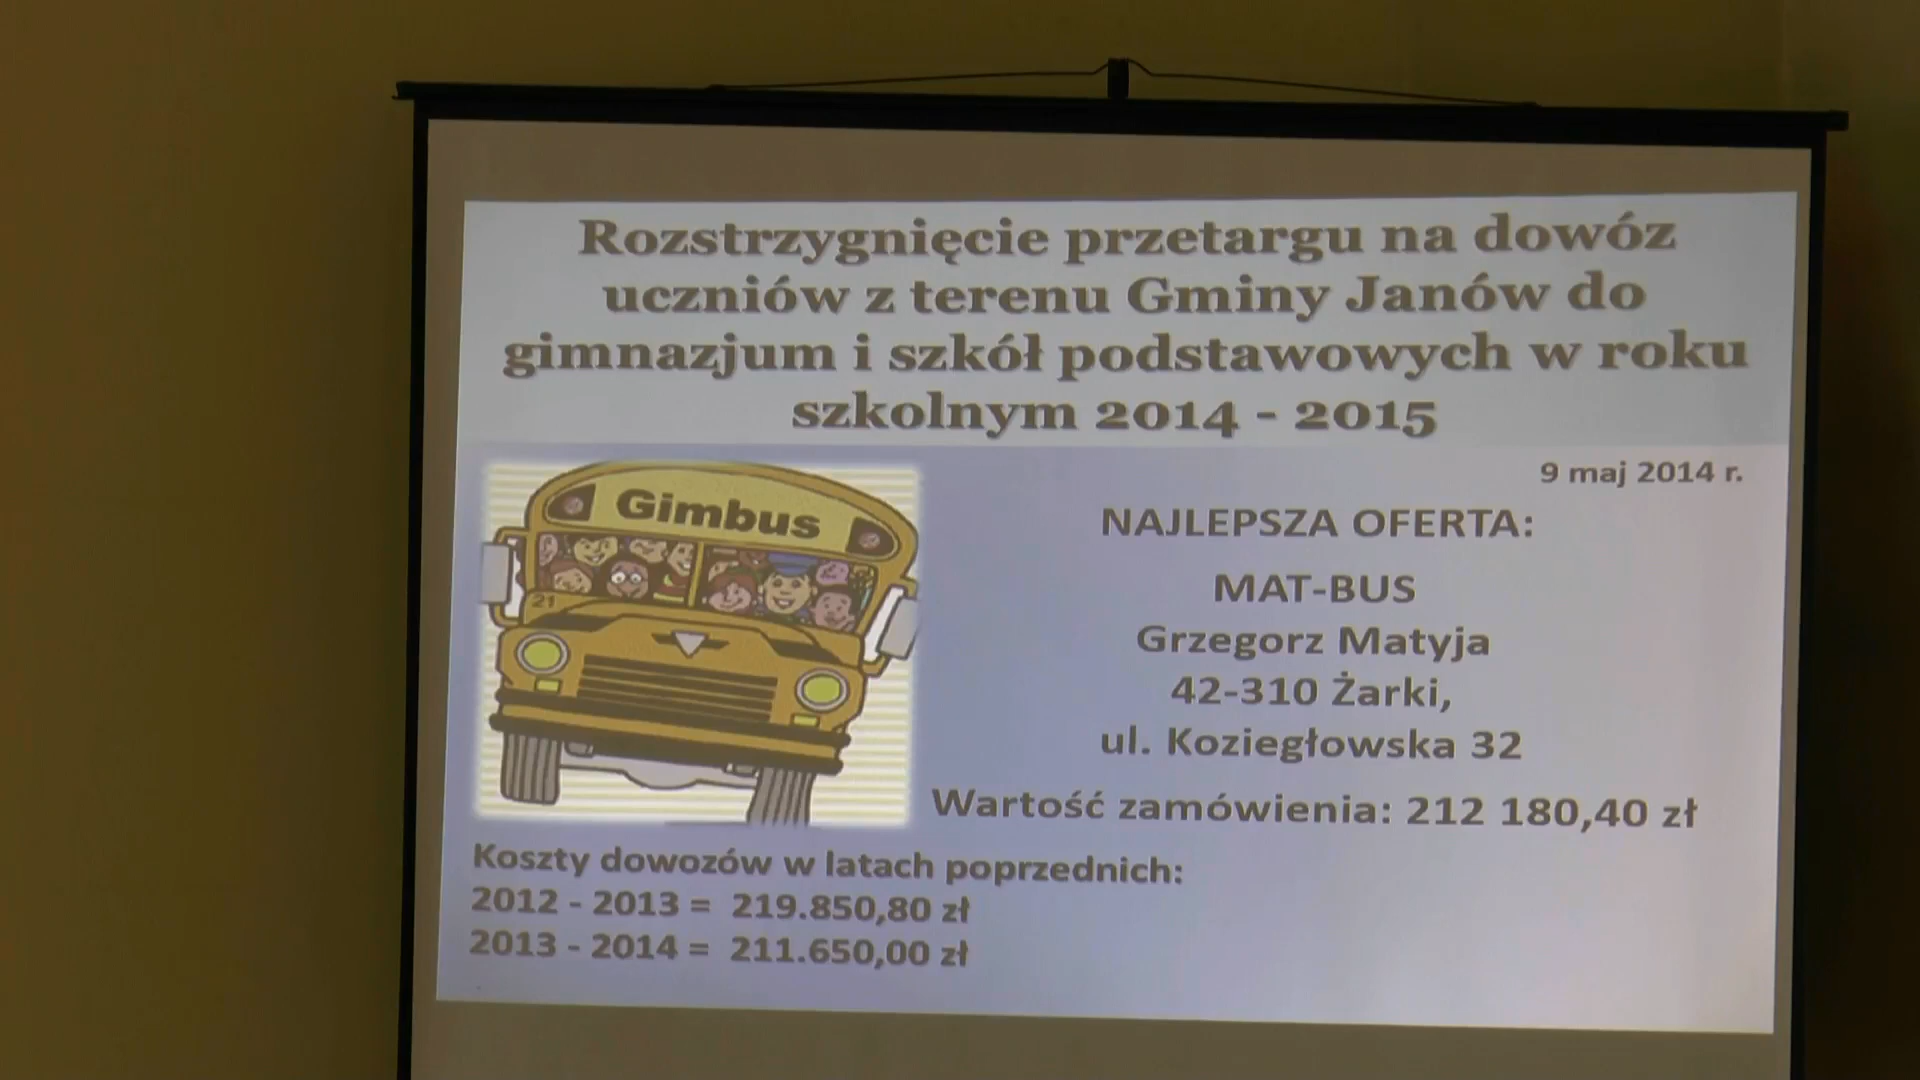 Rozstrzygnięcie przetargu na dowóz
uczniów z terenu Gminy Janów do
gimnazjum i szkół podstawowych w roku
szkolnym 2014 - 2015
9 maj 2014 r.
Gimbus
21
NAJLEPSZA OFERTA:
MAT-BUS
Grzegorz Matyja
42-310 Żarki,
ul. Koziegłowska 32
Wartość zamówienia: 212 180,40 zł
Koszty dowozów w latach poprzednich:
2012 - 2013 = 219.850,80 zł
2013 - 2014 = 211.650,00 zł